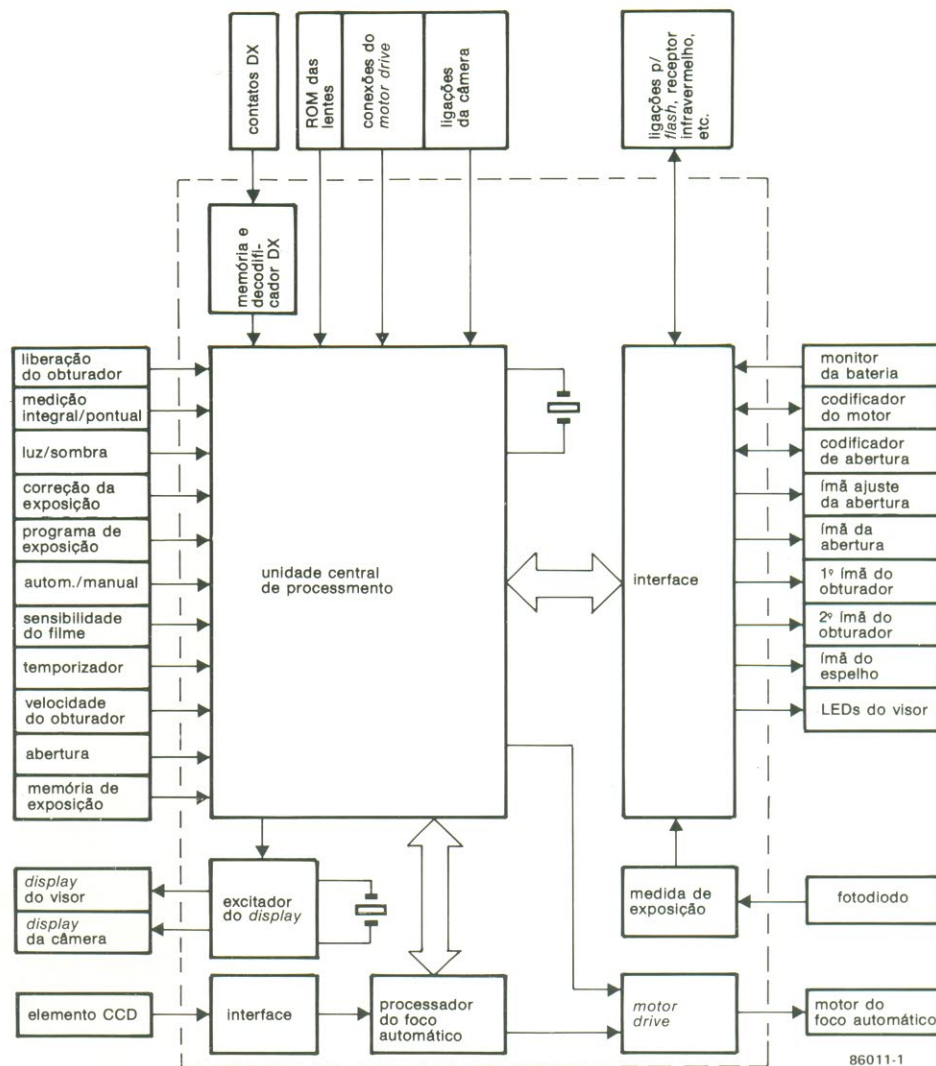 contatos DX
ROM das
lentes
conexões do
motor drive
ligações
da câmera
ligações p/
flash, receptor
infravermelho,
etc.
memória e
decodifi-
cador DX
liberação
do obturador
medição
integral/pontual
luz/sombra
correção da
exposição
programa de
exposição
autom./manual
sensibilidade
do filme
temporizador
velocidade
do obturador
abertura
memória de
exposição
unidade central
de processmento
interface
monitor
da bateria
codificador
do motor
codificador
de abertura
ímã ajuste
da abertura
ímã da
abertura
1º ímã do
obturador
2º ímã do
obturador
ímã do
espelho
LEDs do visor
display
do visor
display
da câmera
excitador
do display
medida de
exposição
fotodiodo
elemento CCD
interface
processador
do foco
automático
motor
drive
motor do
foco automático
86011-1